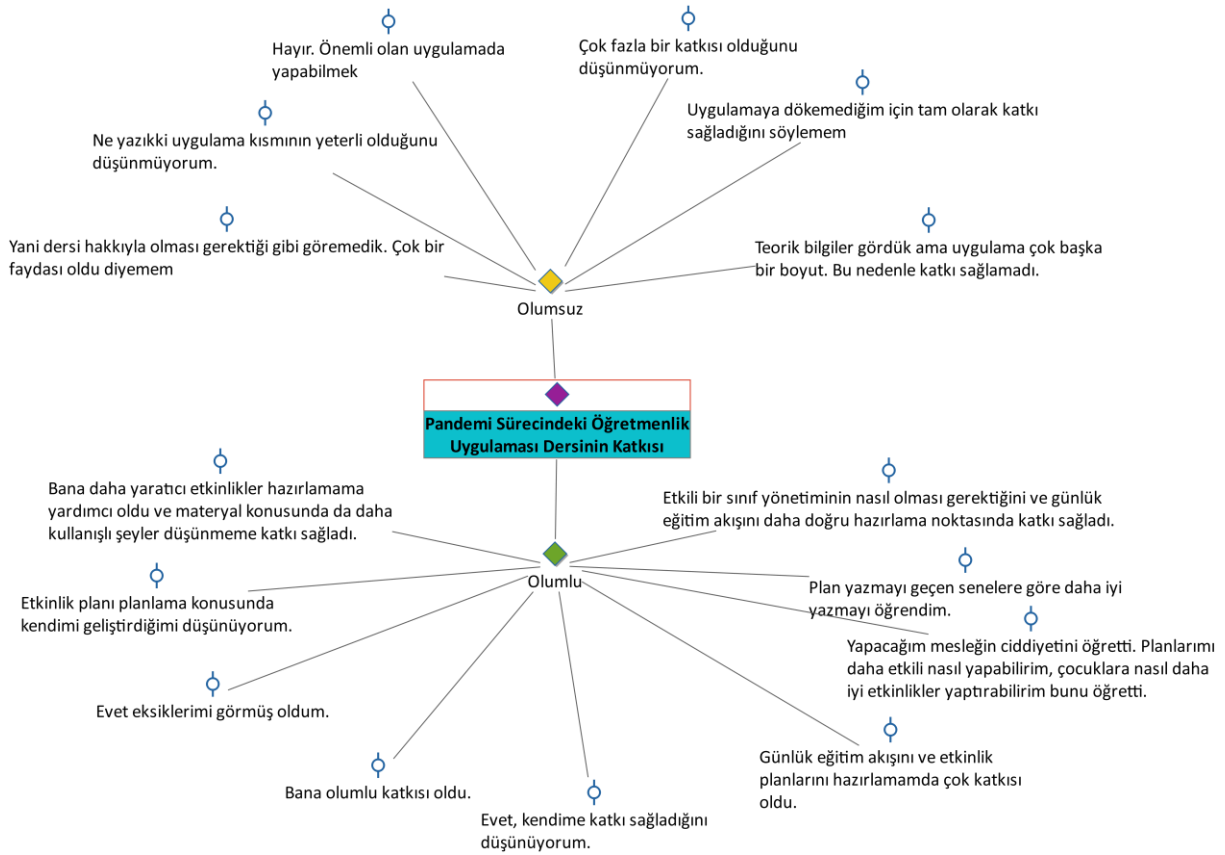 Hayır. Önemli olan uygulamada
yapabilmek
Çok fazla bir katkısı olduğunu
düşünmüyorum.
Ne yazıkki uygulama kısmının yeterli olduğunu
düşünmüyorum.
Uygulamaya dökemediğim için tam olarak katkı
sağladığını söylemem
Yani dersi hakkıyla olması gerektiği gibi göremedik. Çok bir
faydası oldu diyemem
Teorik bilgiler gördük ama uygulama çok başka
bir boyut. Bu nedenle katkı sağlamadı.
Olumsuz
Pandemi Sürecindeki Öğretmenlik
Uygulaması Dersinin Katkısı
Bana daha yaratıcı etkinlikler hazırlamama
yardımcı oldu ve materyal konusunda da daha
kullanışlı şeyler düşünmeme katkı sağladı.
Etkili bir sınıf yönetiminin nasıl olması gerektiğini ve günlük
eğitim akışını daha doğru hazırlama noktasında katkı sağladı.
Olumlu
Etkinlik planı planlama konusunda
kendimi geliştirdiğimi düşünüyorum.
Plan yazmayı geçen senelere göre daha iyi
yazmayı öğrendim.
Yapacağım mesleğin ciddiyetini öğretti. Planlarımı
daha etkili nasıl yapabilirim, çocuklara nasıl daha
iyi etkinlikler yaptırabilirim bunu öğretti.
Evet eksiklerimi görmüş oldum.
Günlük eğitim akışını ve etkinlik
planlarını hazırlamamda çok katkısı
oldu.
Bana olumlu katkısı oldu.
Evet, kendime katkı sağladığını
düşünüyorum.